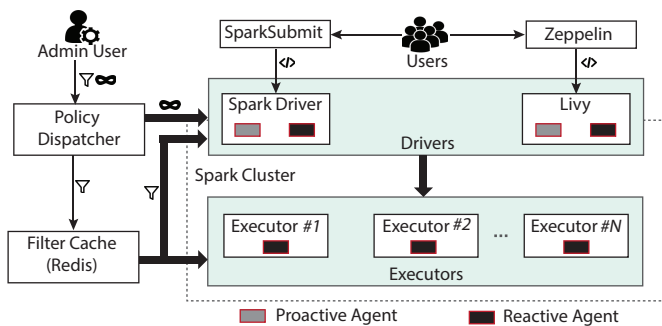 Admin User
SparkSubmit
Users
Zeppelin
</>
</>
Policy
Dispatcher
Spark Driver
Livy
Drivers
Spark Cluster
Filter Cache
(Redis)
Executor #1
Executor #2
...
Executor #N
Executors
Proactive Agent
Reactive Agent